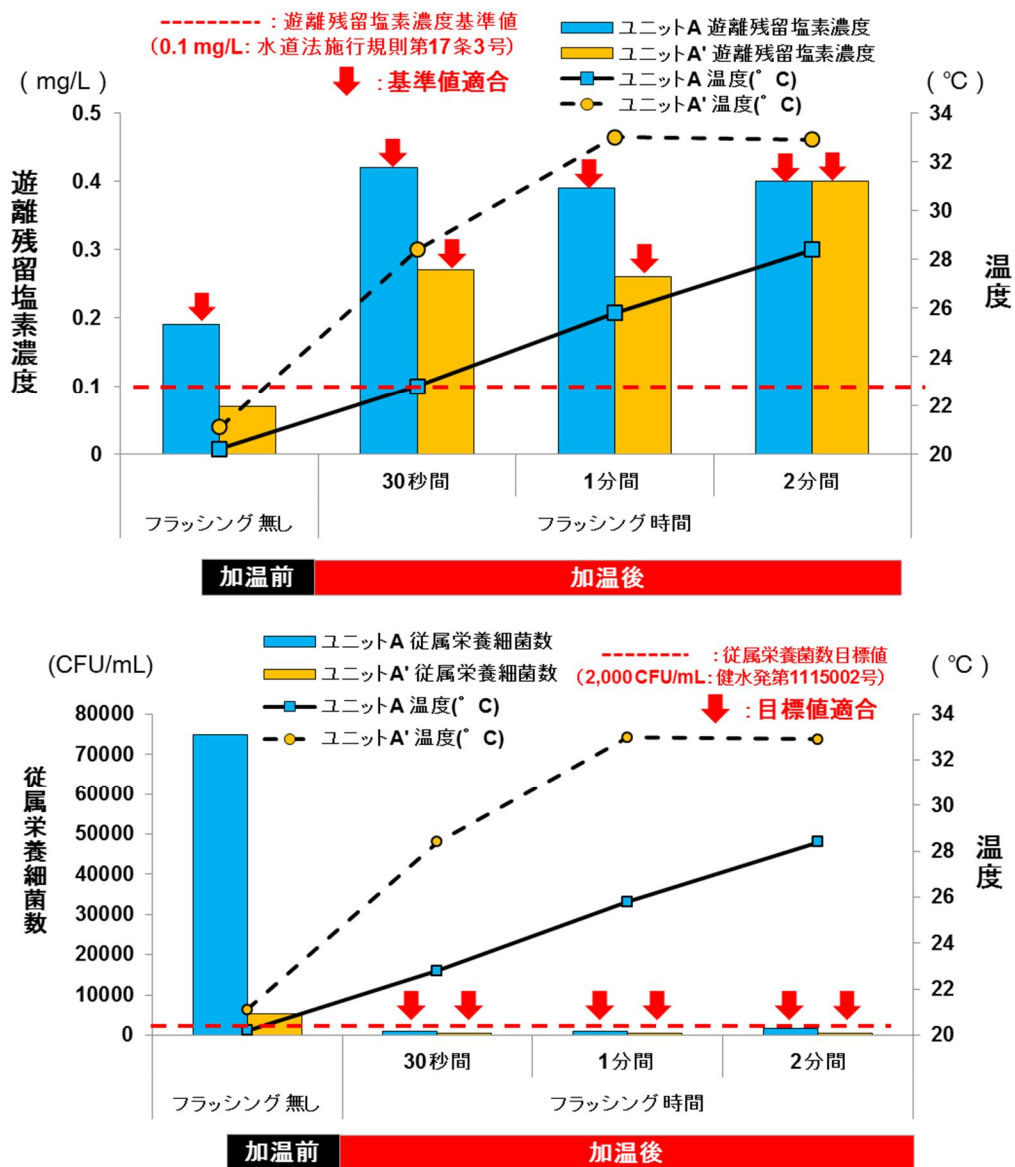 --------- : 遊離残留塩素濃度基準値
(0.1 mg/L: 水道法施行規則第17条3号)
: 基準値適合
ユニットA 遊離残留塩素濃度
ユニットA' 遊離残留塩素濃度
ユニットA 温度(°C)
ユニットA' 温度(°C)
( mg/L)
( °C )
0.5
0.4
0.3
0.2
0.1
0
遊離残留塩素濃度
34
32
30
28
26
24
22
20
温度
30秒間
1分間
2分間
フラッシング無し
フラッシング時間
加温前
加温後
ユニットA 従属栄養細菌数
ユニットA' 従属栄養細菌数
ユニットA 温度(°C)
ユニットA' 温度(°C)
------- : 従属栄養菌数目標値
(2,000 CFU/mL: 健水発第1115002号)
: 目標値適合
(CFU/mL)
( °C )
80000
70000
60000
50000
40000
30000
20000
10000
0
従属栄養細菌数
34
32
30
28
26
24
22
20
温度
30秒間
1分間
2分間
フラッシング無し
フラッシング時間
加温前
加温後